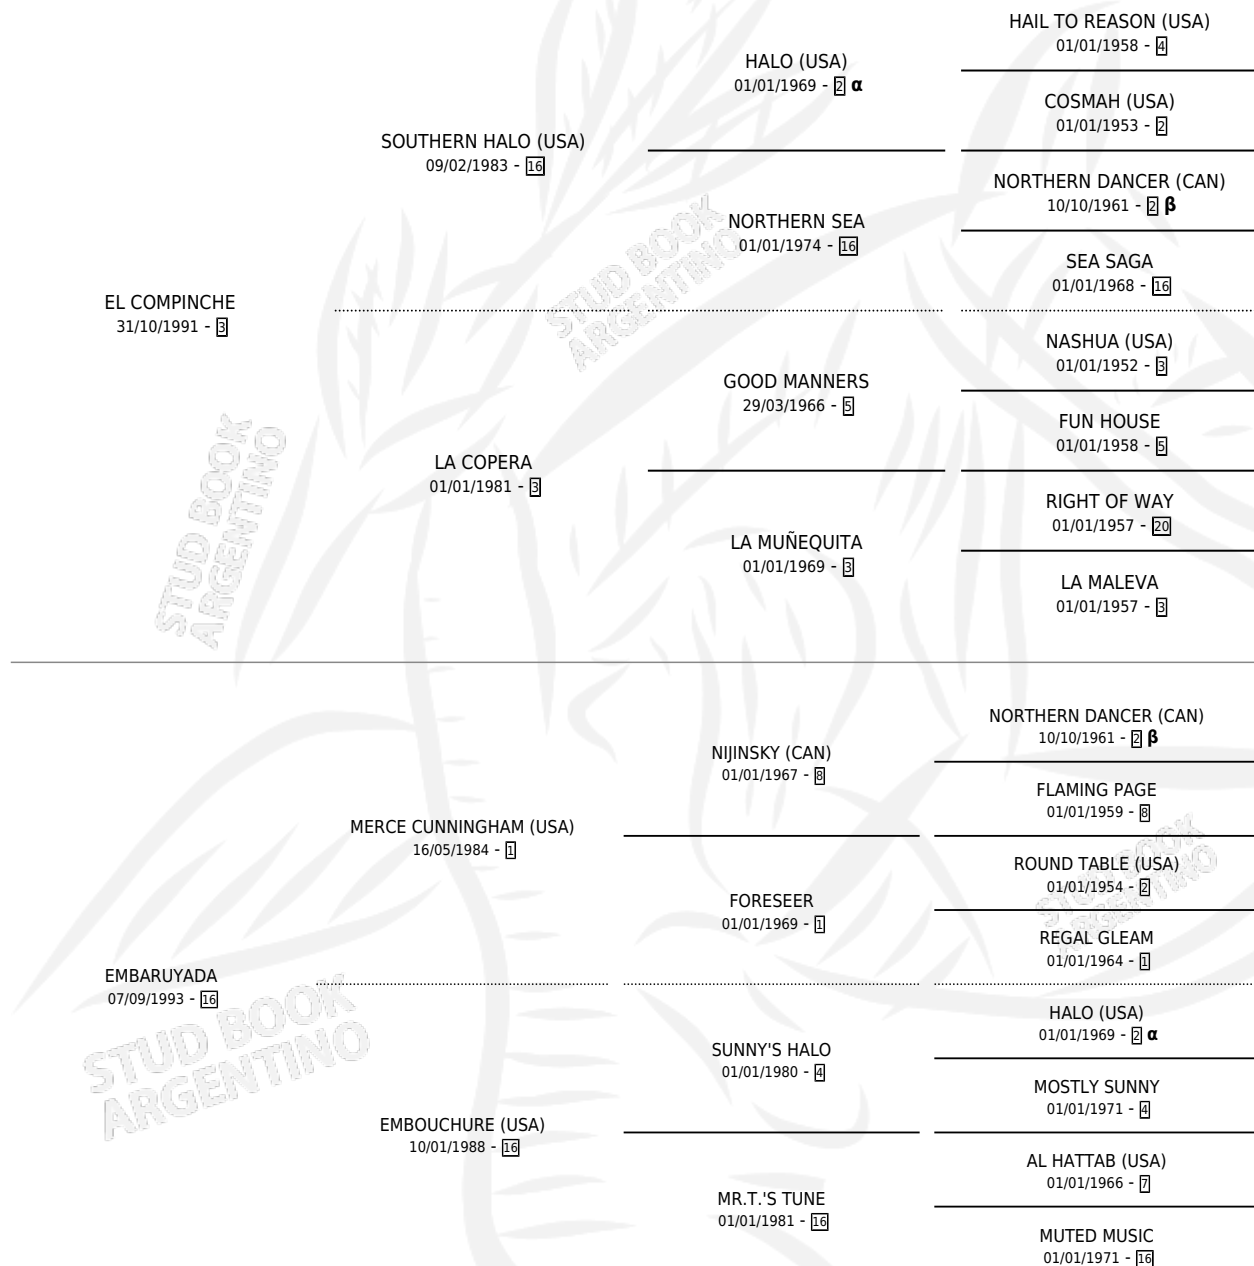 HAIL TO REASON (USA)
01/01/1958 - 4
HALO (USA)
01/01/1969 - 2 α
COSMAH (USA)
01/01/1953 - 2
SOUTHERN HALO (USA)
09/02/1983 - 16
NORTHERN DANCER (CAN)
10/10/1961 - 2 β
NORTHERN SEA
01/01/1974 - 16
SEA SAGA
01/01/1968 - 16
STUD BOOK
ARGENTINO
EL COMPINCHE
31/10/1991 - 3
NASHUA (USA)
01/01/1952 - 3
GOOD MANNERS
29/03/1966 - 5
FUN HOUSE
01/01/1958 - 5
LA COPERA
01/01/1981 - 3
RIGHT OF WAY
01/01/1957 - 20
LA MUÑEQUITA
01/01/1969 - 3
LA MALEVA
01/01/1957 - 3
STUD BOOK
ARGENTINO
NORTHERN DANCER (CAN)
10/10/1961 - 2 β
NIJINSKY (CAN)
01/01/1967 - 8
FLAMING PAGE
01/01/1959 - 8
MERCE CUNNINGHAM (USA)
16/05/1984 - 1
ROUND TABLE (USA)
01/01/1954 - 2
STUD BOOK
ARGENTINO
FORESEER
01/01/1969 - 1
REGAL GLEAM
01/01/1964 - 1
EMBARUYADA
07/09/1993 - 16
STUD BOOK
ARGENTINO
HALO (USA)
01/01/1969 - 2 α
SUNNY'S HALO
01/01/1980 - 4
MOSTLY SUNNY
01/01/1971 - 4
EMBOUCHURE (USA)
10/01/1988 - 16
AL HATTAB (USA)
01/01/1966 - 7
MR.T.'S TUNE
01/01/1981 - 16
MUTED MUSIC
01/01/1971 - 16